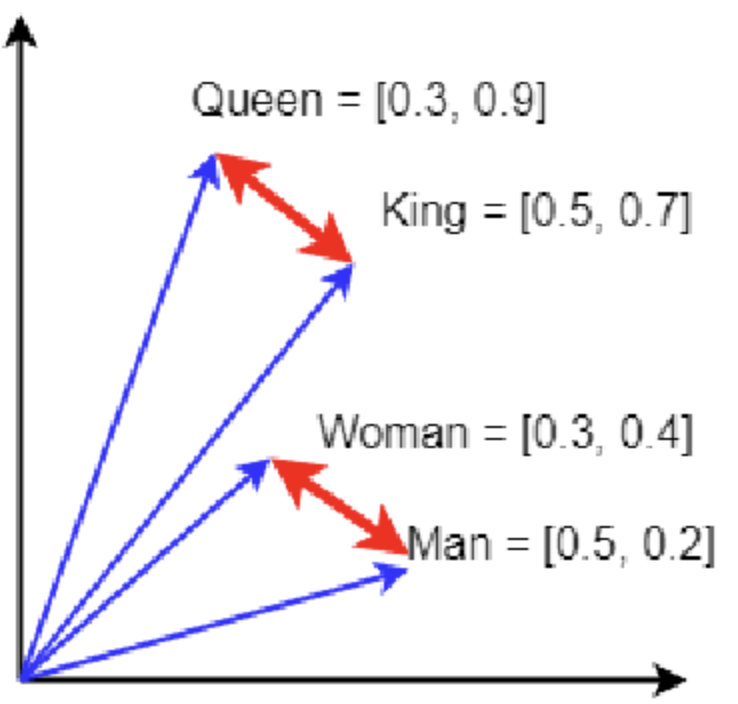 Queen = [0.3, 0.9]
King = [0.5, 0.7]
Woman = [0.3, 0.4]
Man = [0.5, 0.2]